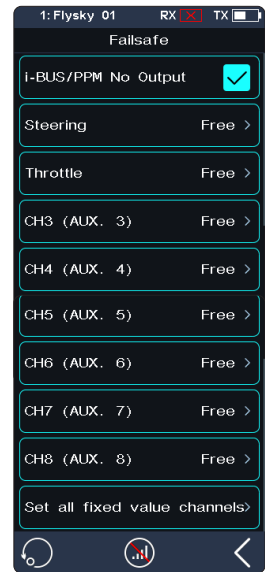 1: Flysky 01 RX TX
Failsafe
i-BUS/PPM No Output
Steering Free >
Throttle Free >
CH3 (AUX. 3) Free >
CH4 (AUX. 4) Free >
CH5 (AUX. 5) Free >
CH6 (AUX. 6) Free >
CH7 (AUX. 7) Free >
CH8 (AUX. 8) Free >
Set all fixed value channels>